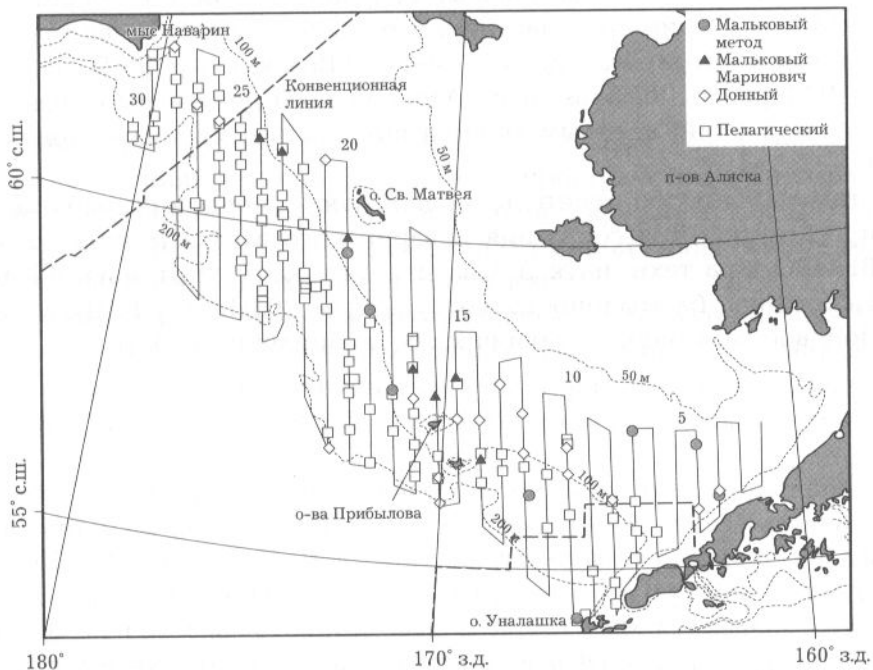 мыс Наварин
100 м
Мальковый
метод
Мальковый
Маринович
Донный
Пелагический
30
25
Конвенционная
линия
20
50 м
60° с.ш.
о. Св. Матвея
п-ов Аляска
200 м
15
10
50 м
5
55° с.ш.
о-ва Прибылова
100 м
200 м
о. Уналашка
180°
170° з.д.
160° з.д.